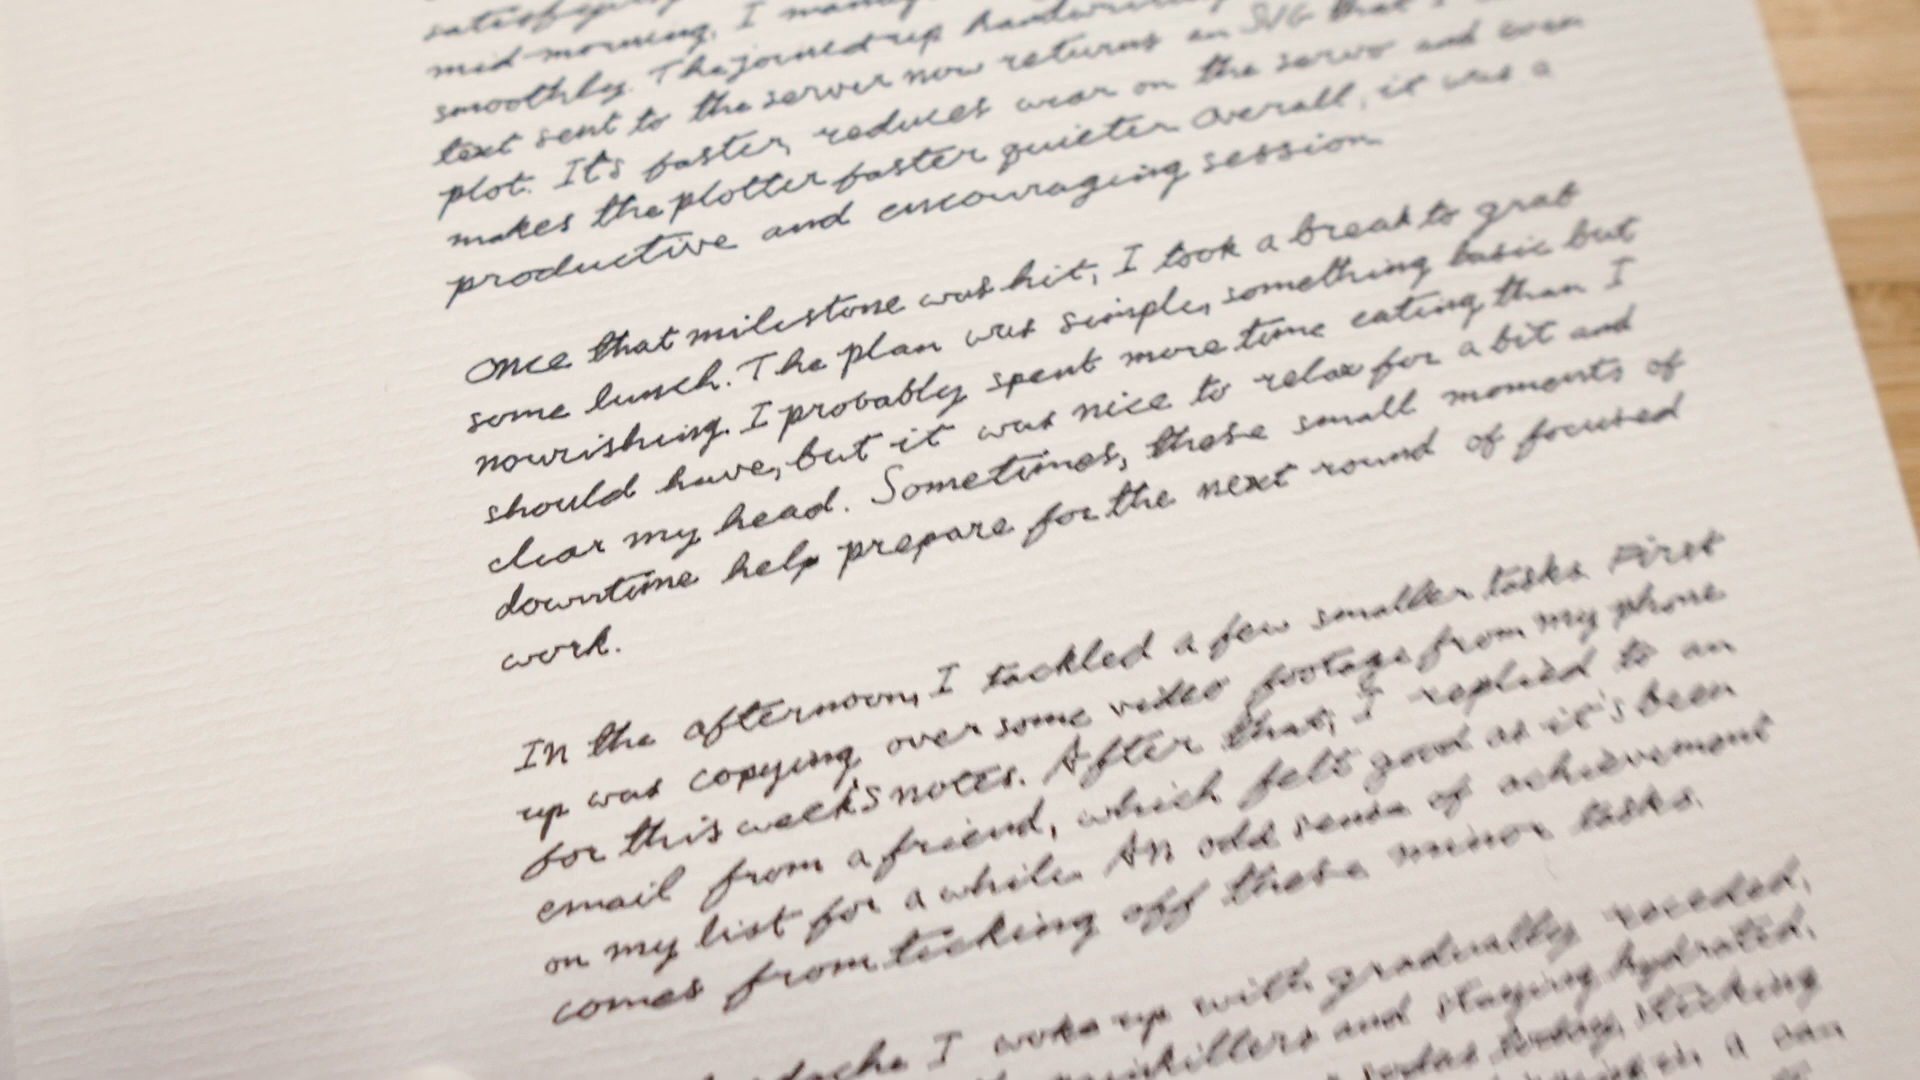 satisfying
mid-morning, I
smoothly. The joined up handwriting
text sent to the server now returns an SVG that I
plot. It's faster, reduces wear on the servo and even
makes the plotter faster quieter Overall, it was a
productive and encouraging session.
Once that milestone was hit, I took a break to grab
some lunch. The plan was simple, something basic but
nourishing. I probably spent more time eating than I
should have, but it was nice to relax for a bit and
clear my head. Sometimes, these small moments of
downtime help prepare for the next round of focused
work.
In the afternoon, I tackled a few smaller tasks First
up was copying over some video footage from my phone
for this week's notes. After that, I replied to an
email from a friend, which felt good as it's been
on my list for a while. An odd sense of achievement
comes from ticking off these minor tasks.
I woke up with gradually receded,
painkillers and staying hydrated.
sodas today, sticking
I can